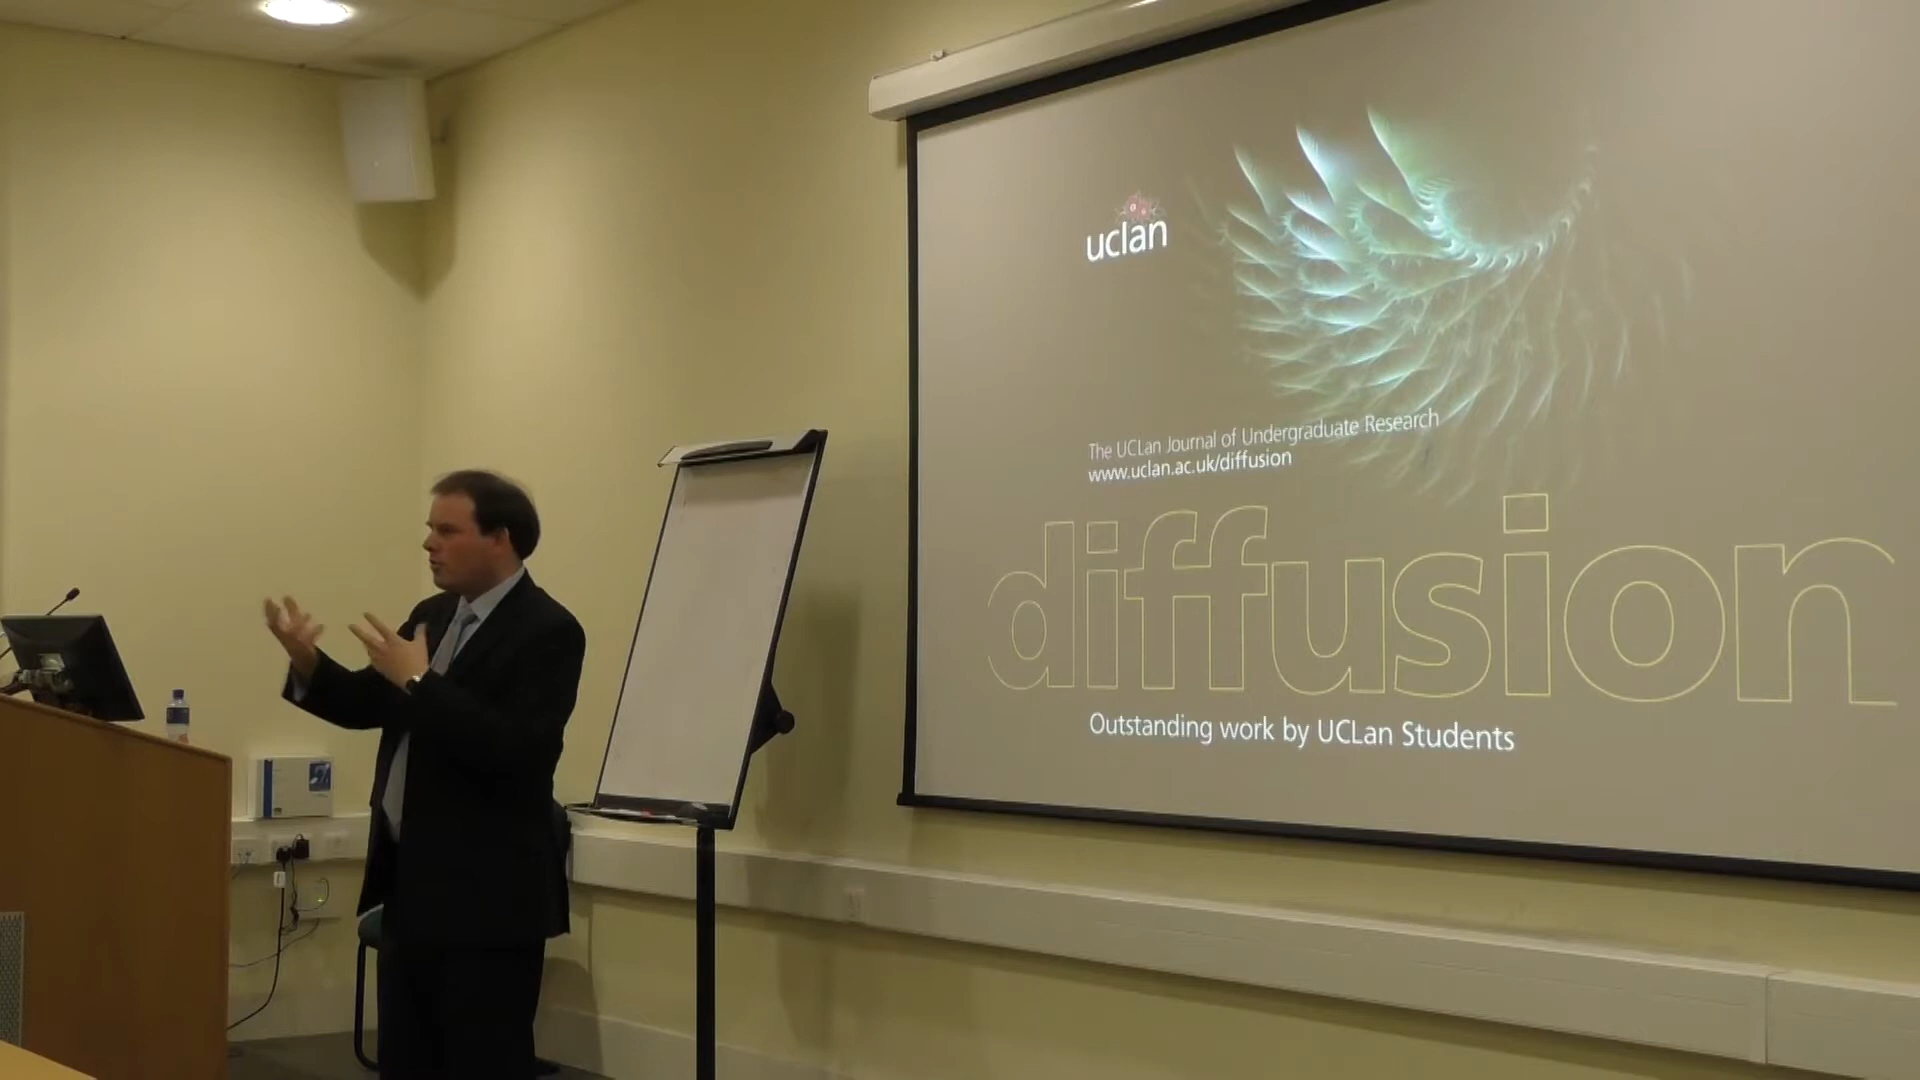 uclan
The UCLan Journal of Undergraduate Research
www.uclan.ac.uk/diffusion
diffusion
Outstanding work by UCLan Students